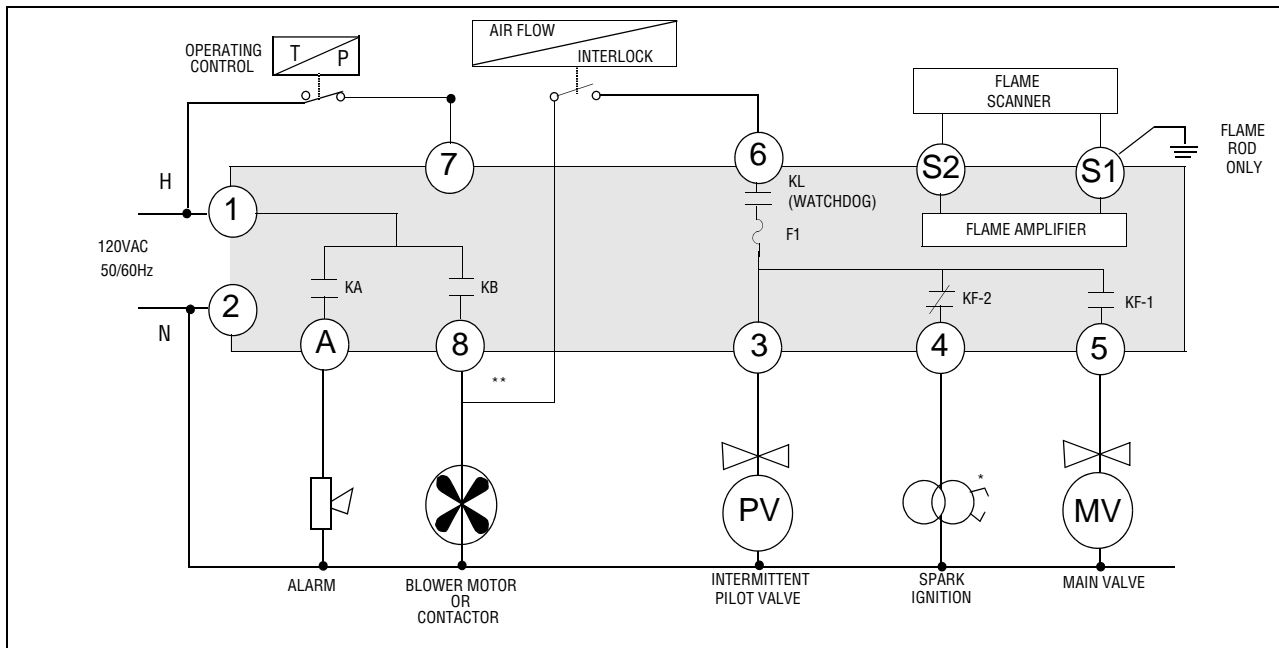 AIR FLOW
INTERLOCK
OPERATING
CONTROL
T P
FLAME
SCANNER
FLAME
ROD
ONLY
7
6
S2
S1
H
1
KL
(WATCHDOG)
F1
FLAME AMPLIFIER
120VAC
50/60Hz
KA
KB
KF-2
KF-1
2
N
A
8
3
4
5
**
*
PV
MV
ALARM
BLOWER MOTOR
OR
CONTACTOR
INTERMITTENT
PILOT VALVE
SPARK
IGNITION
MAIN VALVE